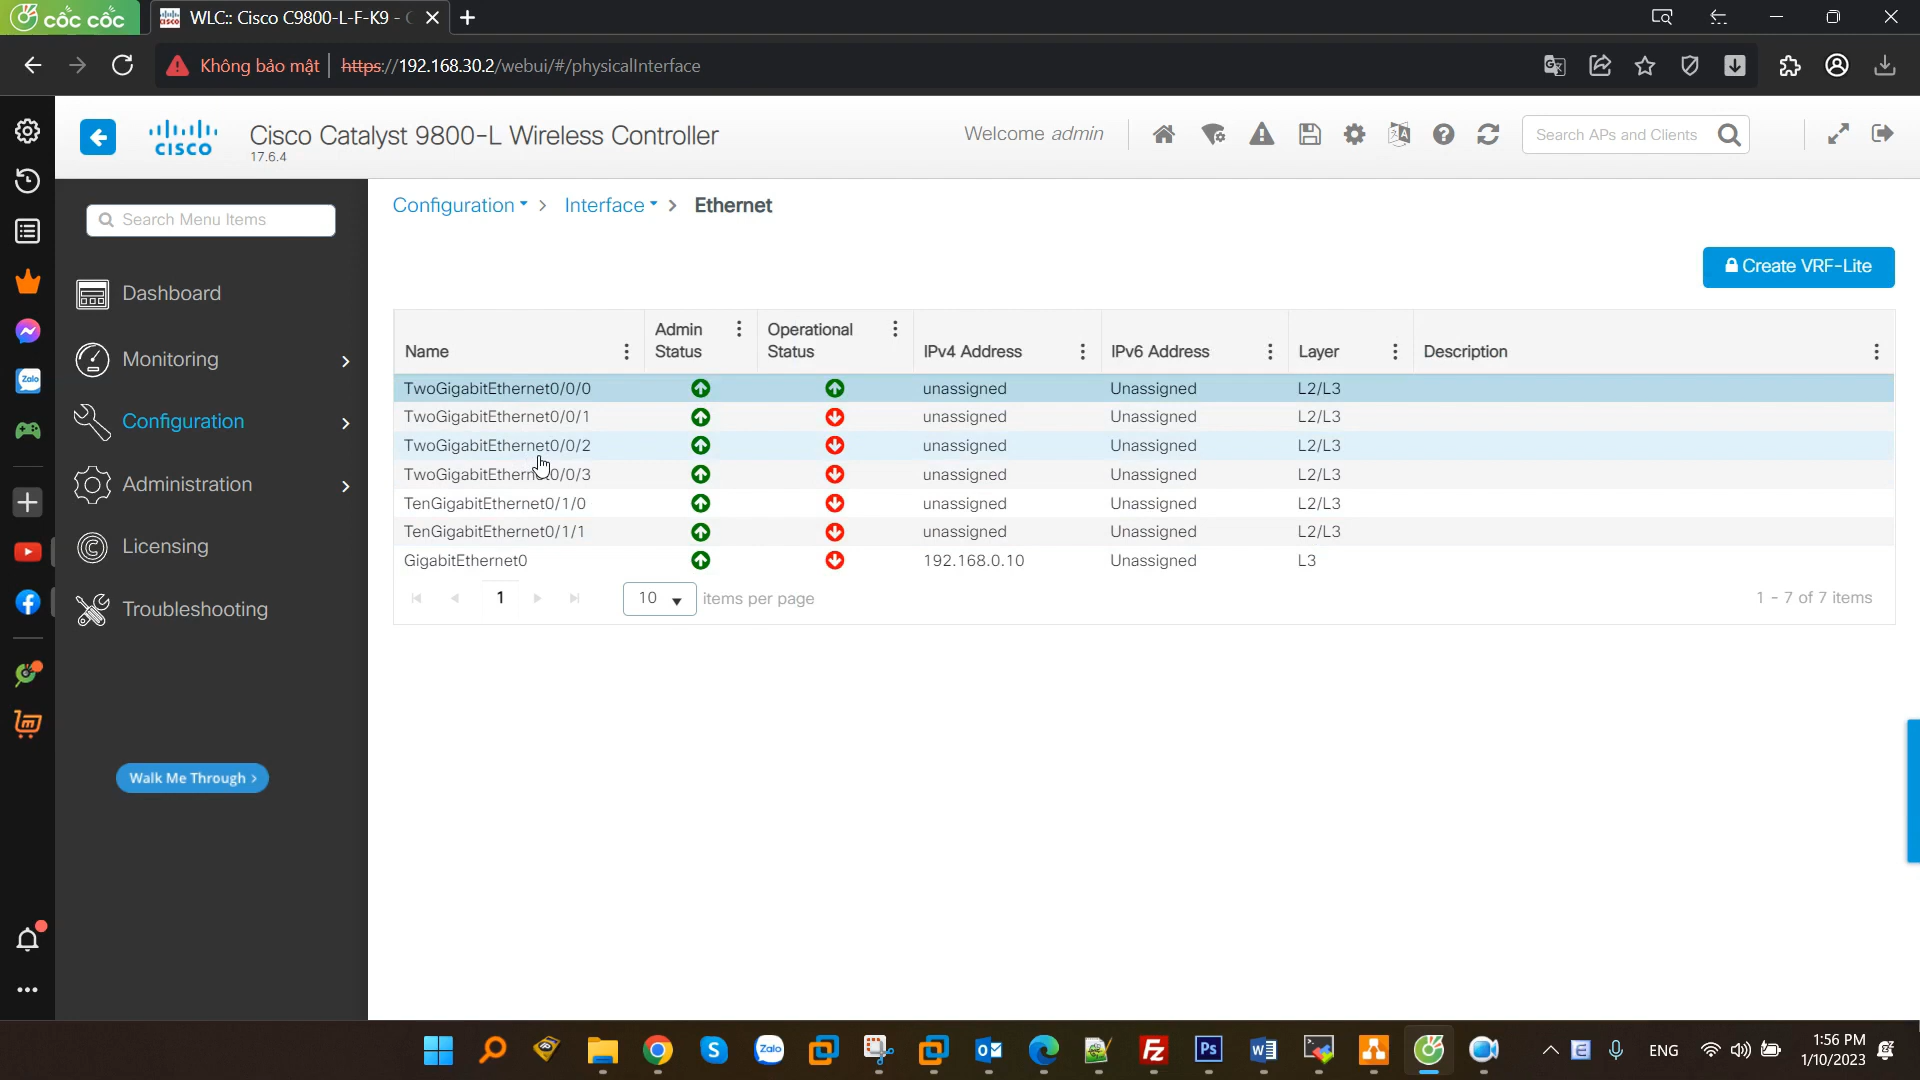 cốc cốc
WLC:: Cisco C9800-L-F-K9 -
Không bảo mật
https://192.168.30.2/webui/#/physicalInterface
CISCO
Cisco Catalyst 9800-L Wireless Controller
17.6.4
Welcome admin
Search APs and Clients
Search Menu Items
Dashboard
Monitoring
Configuration
Administration
Licensing
Troubleshooting
Walk Me Through >
Configuration > Interface > Ethernet
Create VRF-Lite
Name Admin Status Operational Status IPv4 Address IPv6 Address Layer Description
TwoGigabitEthernet0/0/0 unassigned Unassigned L2/L3
TwoGigabitEthernet0/0/1 unassigned Unassigned L2/L3
TwoGigabitEthernet0/0/2 unassigned Unassigned L2/L3
TwoGigabitEthernet0/0/3 unassigned Unassigned L2/L3
TenGigabitEthernet0/1/0 unassigned Unassigned L2/L3
TenGigabitEthernet0/1/1 unassigned Unassigned L2/L3
GigabitEthernet0 192.168.0.10 Unassigned L3
1 10 items per page 1 - 7 of 7 items
Zalo
Zalo
Ps
ENG
1:56 PM
1/10/2023